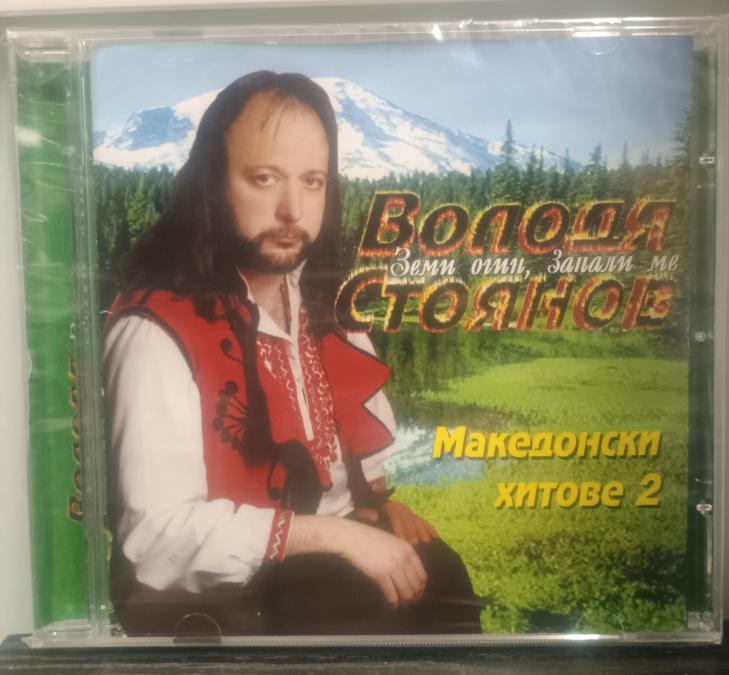 Володя
Земи огин, запали ме
Стоянов
Македонски
хитове 2